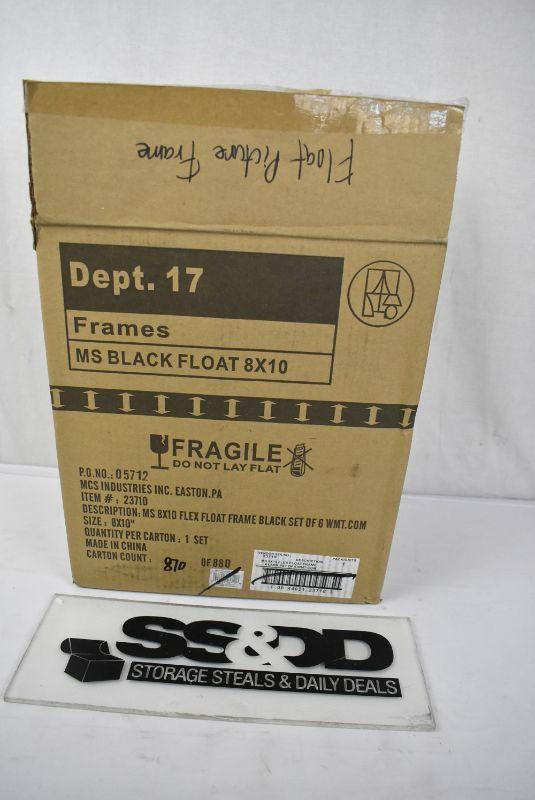 Float Picture Frame
Dept. 17
Frames
MS BLACK FLOAT 8X10
FRAGILE
DO NOT LAY FLAT
P.O.NO.: 05712
MCS INDUSTRIES INC. EASTON.PA
ITEM #: 23710
DESCRIPTION: MS 8X10 FLEX FLOAT FRAME BLACK SET OF 6 WMT.COM
SIZE: 8X10"
QUANTITY PER CARTON: 1 SET
MADE IN CHINA
CARTON COUNT: 870 OF 880
SS&DD
STORAGE STEALS & DAILY DEALS